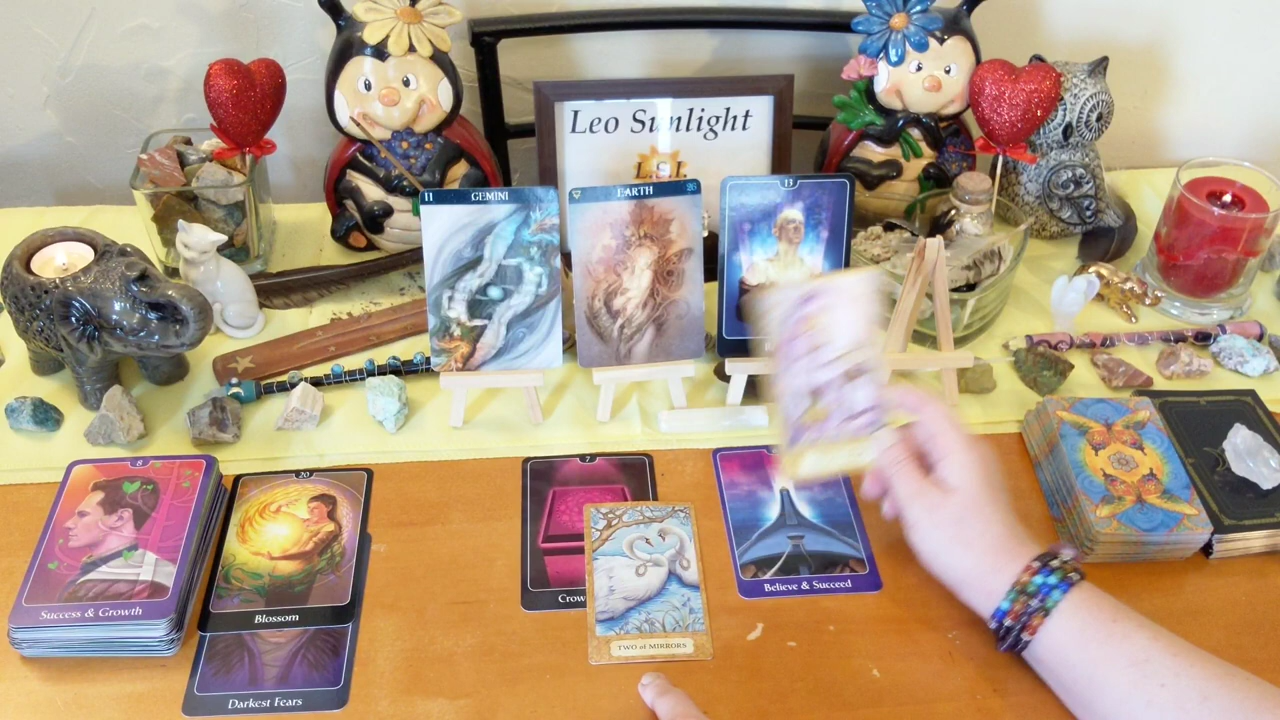 Leo Sunlight
LSL
11 GEMINI
EARTH 26
13
8
Success & Growth
20
Blossom
Darkest Fears
7
Crow
TWO of MIRRORS
Believe & Succeed